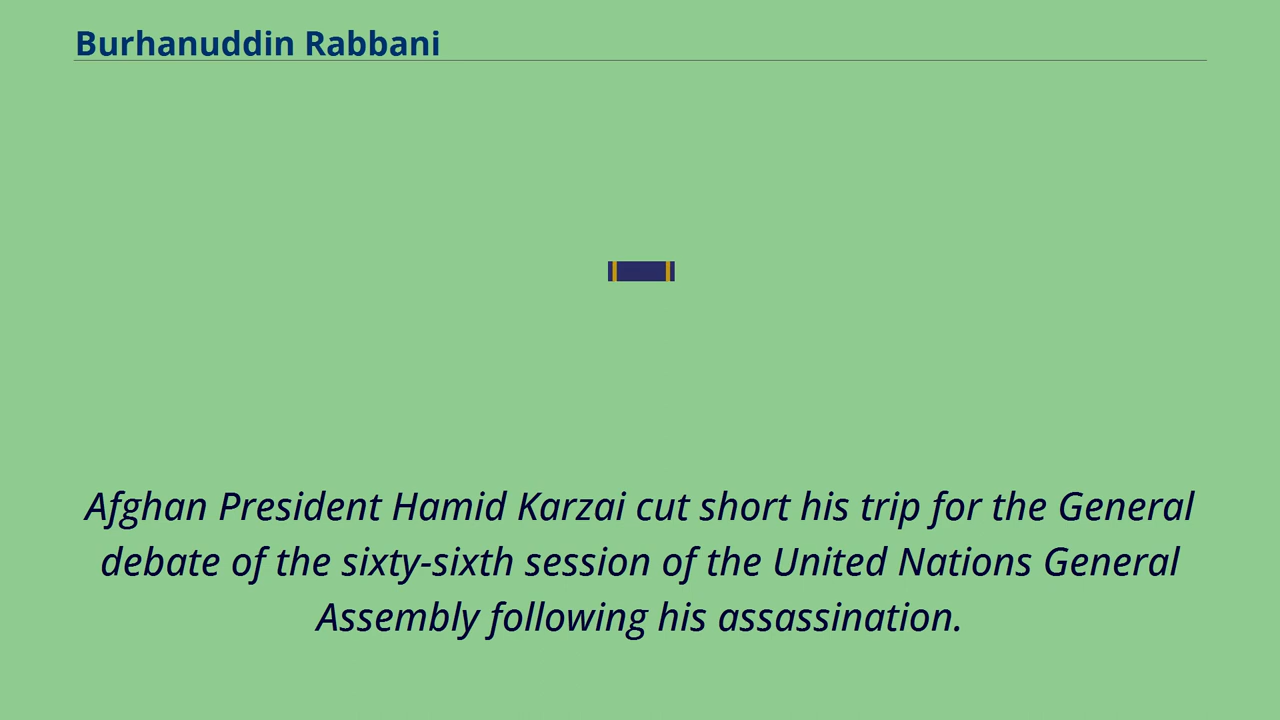 Burhanuddin Rabbani
Afghan President Hamid Karzai cut short his trip for the General
debate of the sixty-sixth session of the United Nations General
Assembly following his assassination.